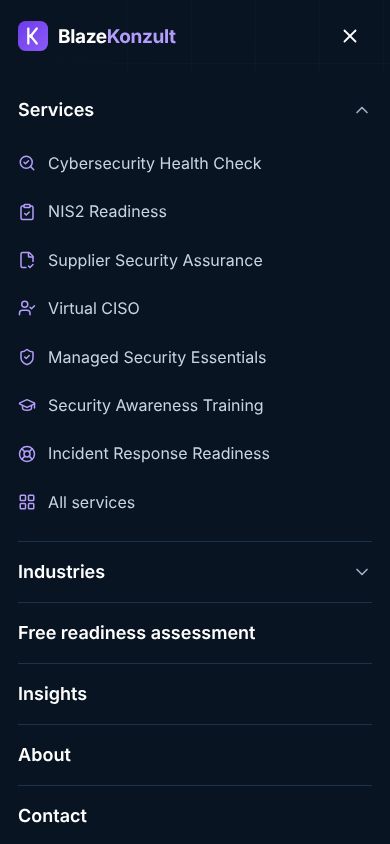 BlazeKonzult
Services
Cybersecurity Health Check
NIS2 Readiness
Supplier Security Assurance
Virtual CISO
Managed Security Essentials
Security Awareness Training
Incident Response Readiness
All services
Industries
Free readiness assessment
Insights
About
Contact